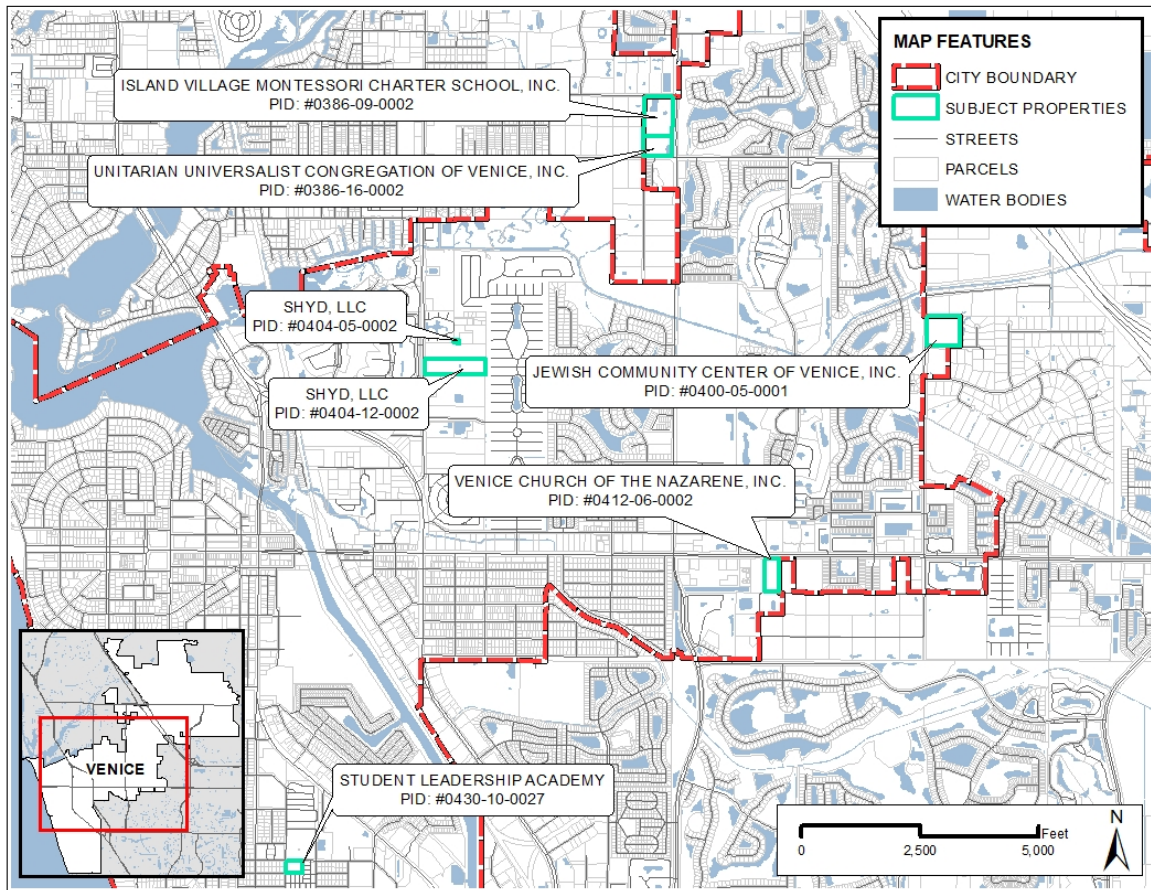 MAP FEATURES
CITY BOUNDARY
SUBJECT PROPERTIES
STREETS
PARCELS
WATER BODIES
ISLAND VILLAGE MONTESSORI CHARTER SCHOOL, INC.
PID: #0386-09-0002
UNITARIAN UNIVERSALIST CONGREGATION OF VENICE, INC.
PID: #0386-16-0002
SHYD, LLC
PID: #0404-05-0002
SHYD, LLC
PID: #0404-12-0002
JEWISH COMMUNITY CENTER OF VENICE, INC.
PID: #0400-05-0001
VENICE CHURCH OF THE NAZARENE, INC.
PID: #0412-06-0002
STUDENT LEADERSHIP ACADEMY
PID: #0430-10-0027
VENICE
Feet
0 2,500 5,000
N